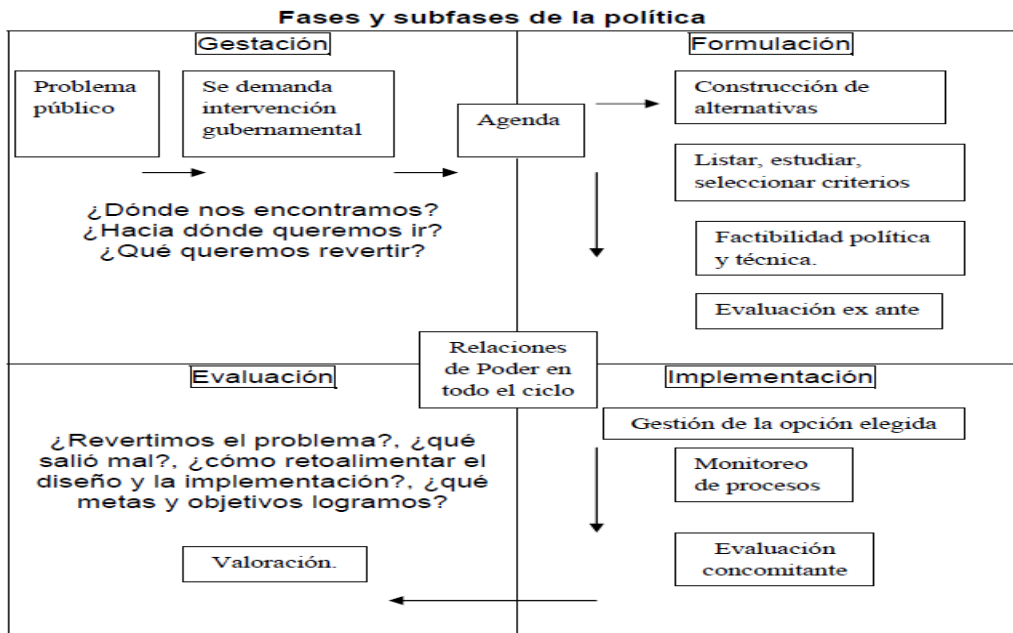 Fases y subfases de la política
Gestación
Problema
público
Se demanda
intervención
gubernamental
Agenda
¿Dónde nos encontramos?
¿Hacia dónde queremos ir?
¿Qué queremos revertir?
Formulación
Construcción de
alternativas
Listar, estudiar,
seleccionar criterios
Factibilidad política
y técnica.
Evaluación ex ante
Relaciones
de Poder en
todo el ciclo
Evaluación
¿Revertimos el problema?, ¿qué
salió mal?, ¿cómo retoalimentar el
diseño y la implementación?, ¿qué
metas y objetivos logramos?
Valoración.
Implementación
Gestión de la opción elegida
Monitoreo
de procesos
Evaluación
concomitante